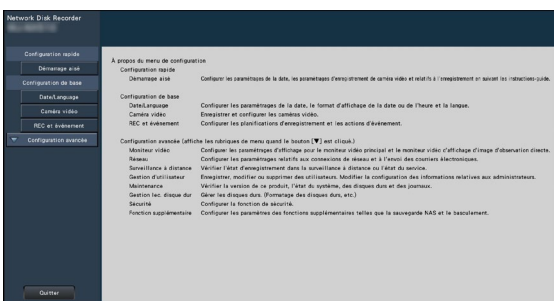 Network Disk Recorder
Configuration rapide
Démarrage aisé
Configuration de base
Date/Language
Caméra vidéo
REC et événement
Configuration avancée
Quitter
À propos du menu de configuration
Configuration rapide
Démarrage aisé Configurer les paramétrages de la date, les paramétrages d'enregistrement de caméra vidéo et relatifs à l'enregistrement en suivant les instructions-guide.
Configuration de base
Date/Language Configurer les paramétrages de la date, le format d'affichage de la date ou de l'heure et la langue.
Caméra vidéo Enregistrer et configurer les caméras vidéo.
REC et événement Configurer les planifications d'enregistrement et les actions d'événement.
Configuration avancée (affiche les rubriques de menu quand le bouton [▼] est cliqué.)
Moniteur vidéo Configurer les paramétrages d'affichage pour le moniteur vidéo principal et le moniteur vidéo d'affichage d'image d'observation directe.
Réseau Configurer les paramétrages relatifs aux connexions de réseau et à l'envoi des courriers électroniques.
Surveillance à distance Vérifier l'état d'enregistrement dans la surveillance à distance ou l'état du service.
Gestion d'utilisateur Enregistrer, modifier ou supprimer des utilisateurs. Modifier la configuration des informations relatives aux administrateurs.
Maintenance Vérifier la version de ce produit, l'état du système, des disques durs et des journaux.
Gestion lec. disque dur Gérer les disques durs. (Formatage des disques durs, etc.)
Sécurité Configurer la fonction de sécurité.
Fonction supplémentaire Configurer les paramètres des fonctions supplémentaires telles que la sauvegarde NAS et le basculement.